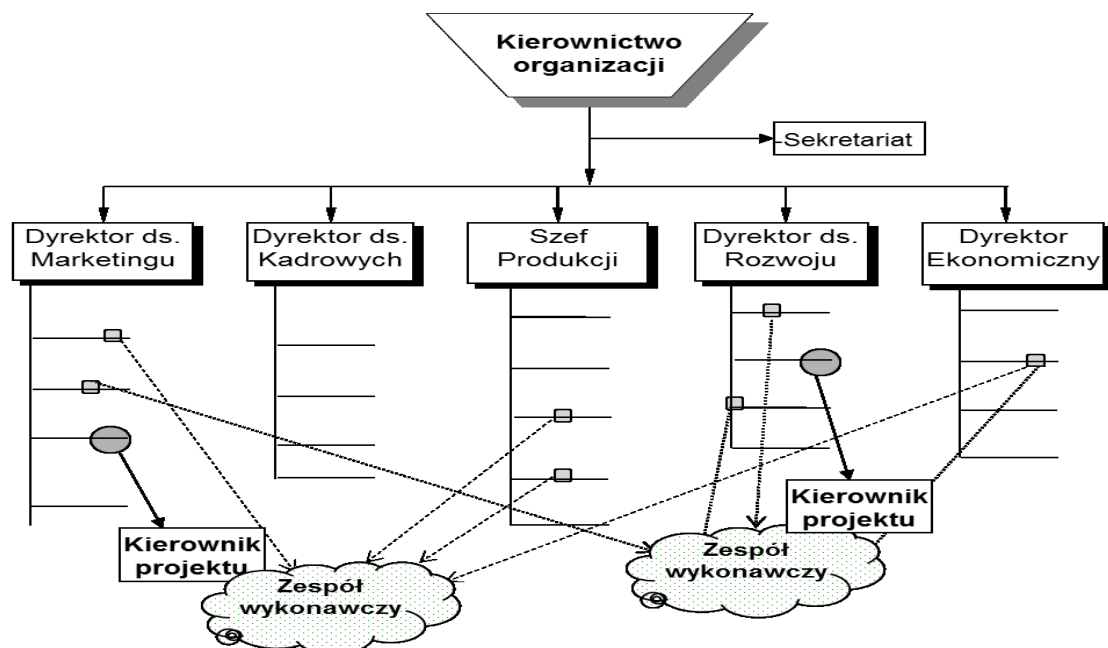 Kierownictwo
organizacji
Sekretariat
Dyrektor ds.
Marketingu
Dyrektor ds.
Kadrowych
Szef
Produkcji
Dyrektor ds.
Rozwoju
Dyrektor
Ekonomiczny
Kierownik
projektu
Zespół
wykonawczy
Kierownik
projektu
Zespół
wykonawczy